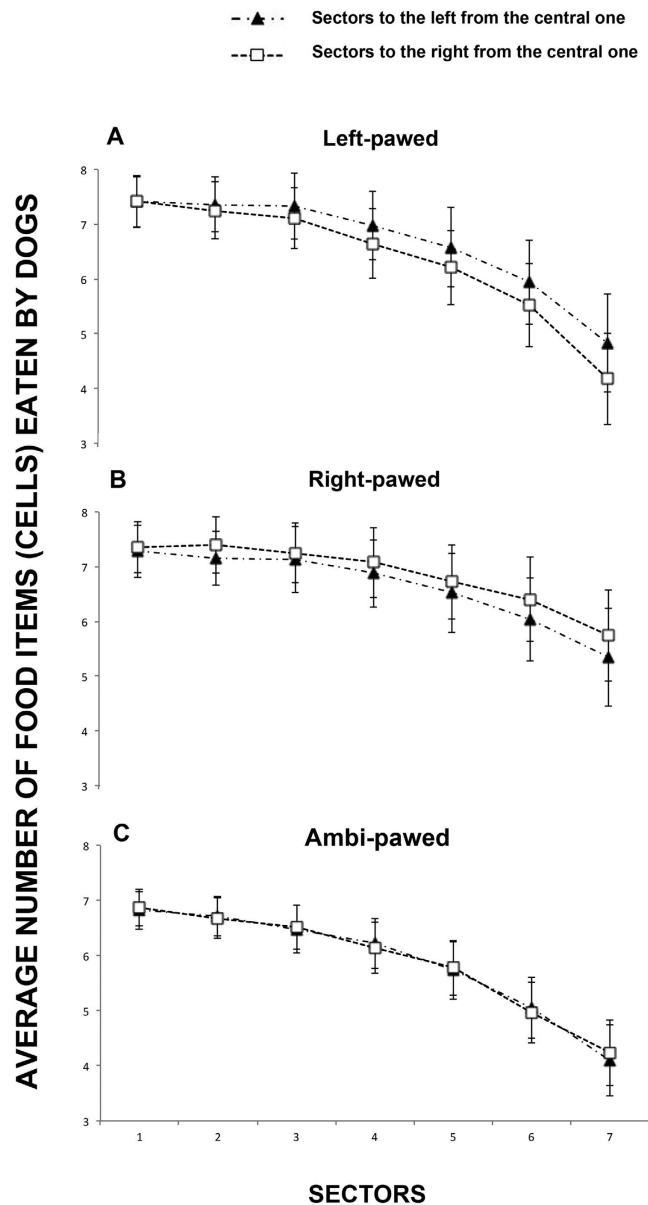 Sectors to the left from the central one
Sectors to the right from the central one
AVERAGE NUMBER OF FOOD ITEMS (CELLS) EATEN BY DOGS
A
Left-pawed
8
7
6
5
4
3
B
Right-pawed
8
7
6
5
4
3
C
Ambi-pawed
8
7
6
5
4
3
1 2 3 4 5 6 7
SECTORS